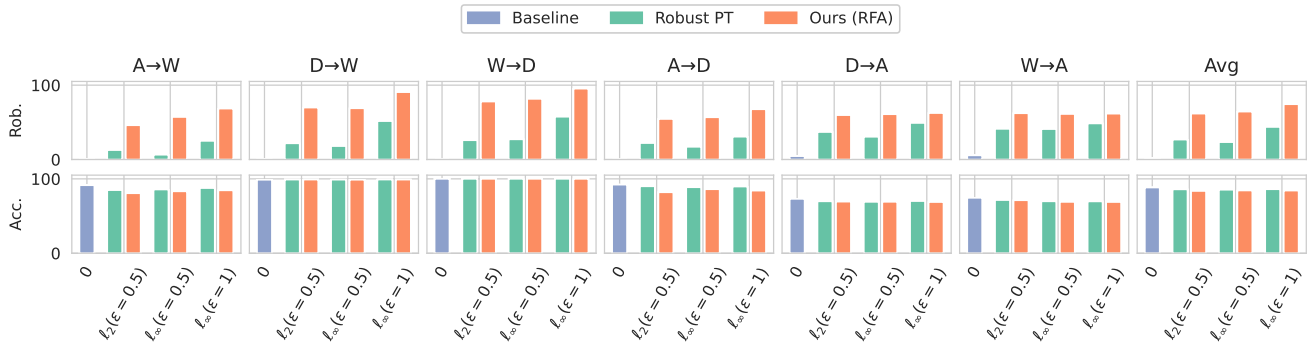 Baseline Robust PT Ours (RFA)
A→W D→W W→D A→D D→A W→A Avg
Rob.
100
0
Acc.
100
0
0 ℓ₂(ε = 0.5) ℓ∞(ε = 0.5) ℓ∞(ε = 1) 0 ℓ₂(ε = 0.5) ℓ∞(ε = 0.5) ℓ∞(ε = 1) 0 ℓ₂(ε = 0.5) ℓ∞(ε = 0.5) ℓ∞(ε = 1) 0 ℓ₂(ε = 0.5) ℓ∞(ε = 0.5) ℓ∞(ε = 1) 0 ℓ₂(ε = 0.5) ℓ∞(ε = 0.5) ℓ∞(ε = 1) 0 ℓ₂(ε = 0.5) ℓ∞(ε = 0.5) ℓ∞(ε = 1) 0 ℓ₂(ε = 0.5) ℓ∞(ε = 0.5) ℓ∞(ε = 1)